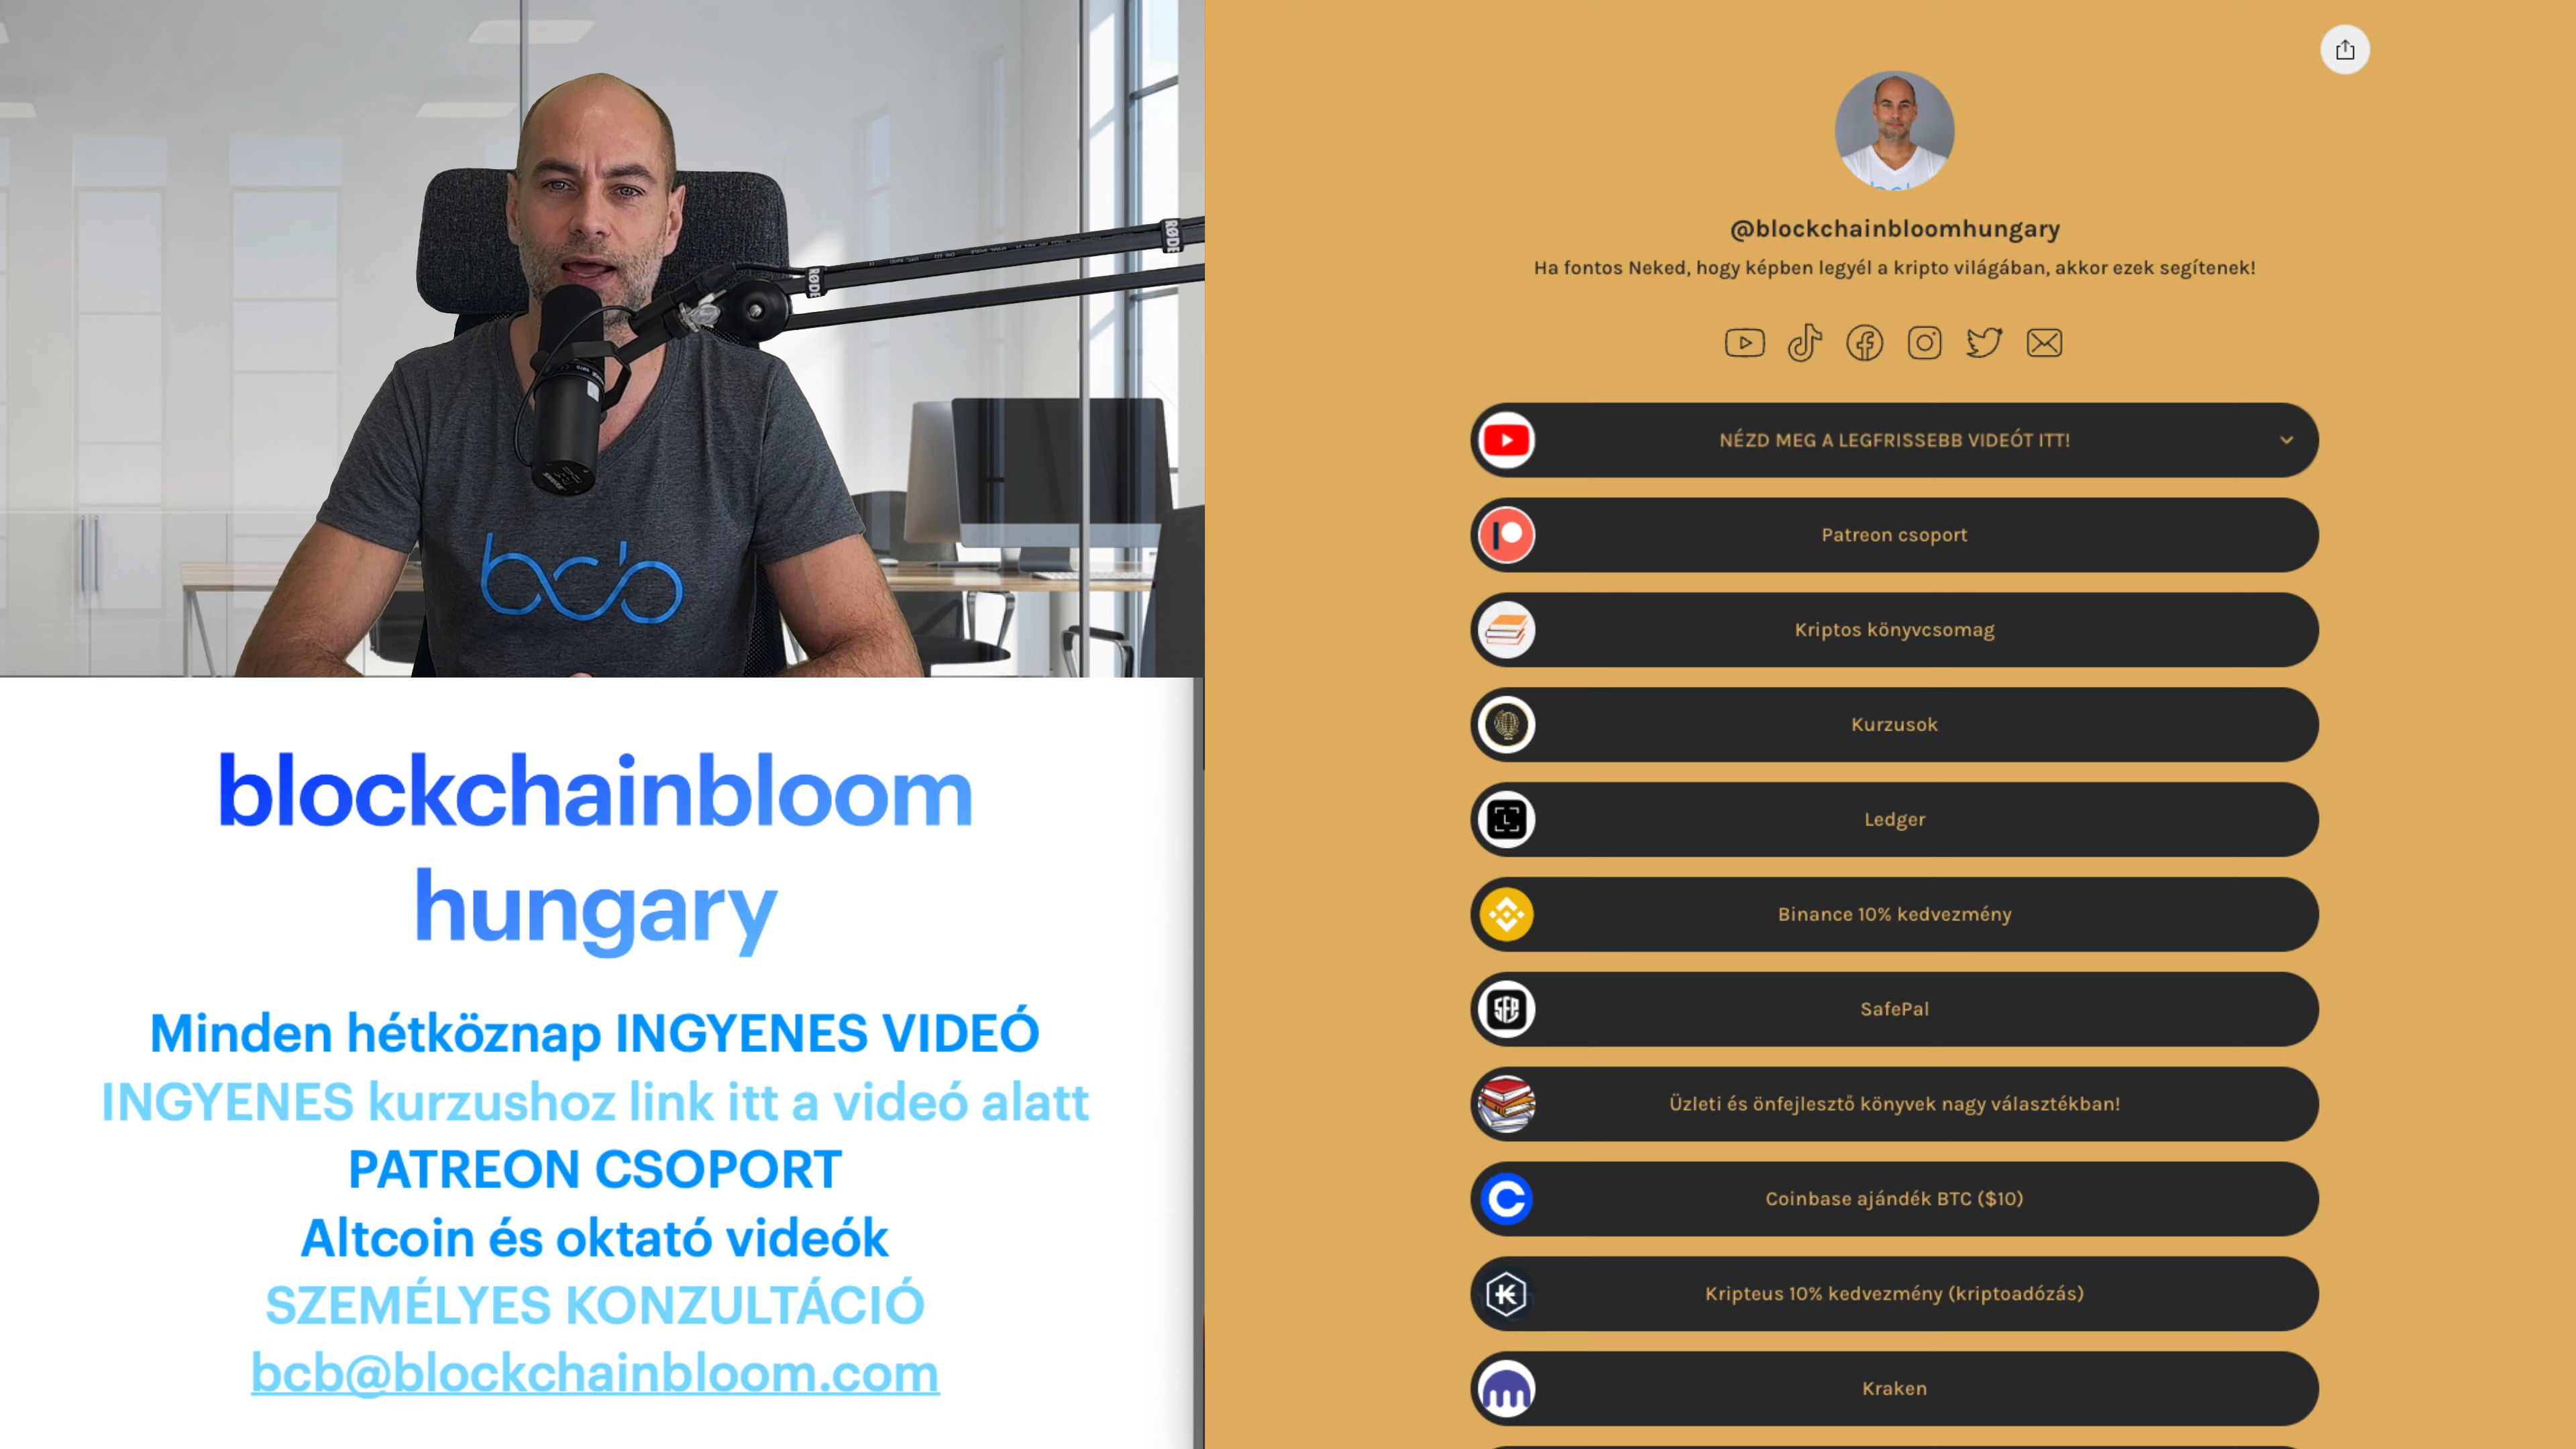 RØDE
RØDE
bcb
blockchainbloom
hungary
Minden hétköznap INGYENES VIDEÓ
INGYENES kurzushoz link itt a videó alatt
PATREON CSOPORT
Altcoin és oktató videók
SZEMÉLYES KONZULTÁCIÓ
bcb@blockchainbloom.com
@blockchainbloomhungary
Ha fontos Neked, hogy képben legyél a kripto világában, akkor ezek segítenek!
NÉZD MEG A LEGFRISSEBB VIDEÓT ITT!
Patreon csoport
Kriptos könyvcsomag
Kurzusok
Ledger
Binance 10% kedvezmény
SafePal
Üzleti és önfejlesztő könyvek nagy választékban!
Coinbase ajándék BTC ($10)
Kripteus 10% kedvezmény (kriptoadózás)
Kraken